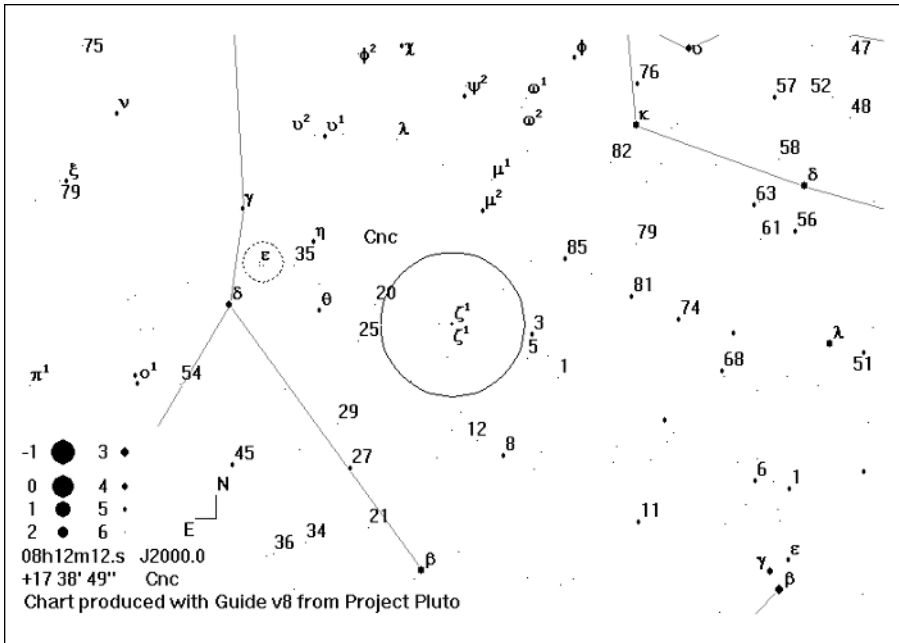 75
φ² χ
φ
υ
47
76
ψ² ω¹
57 52
48
ν
ω²
κ
υ² υ¹ λ
82
58
μ¹
δ
ξ
79
μ²
63
γ
η
Cnc
79
61 56
ε
35
85
δ
θ
20
81
74
ζ¹
ζ¹
25
3
5
λ
51
68
1
π¹
ο¹
54
29
12
8
-1 3
45
27
0 4
N
6 1
1 5
E
21
11
2 6
36 34
08h12m12.s J2000.0
β
ε
γ
β
+17 38' 49" Cnc
Chart produced with Guide v8 from Project Pluto